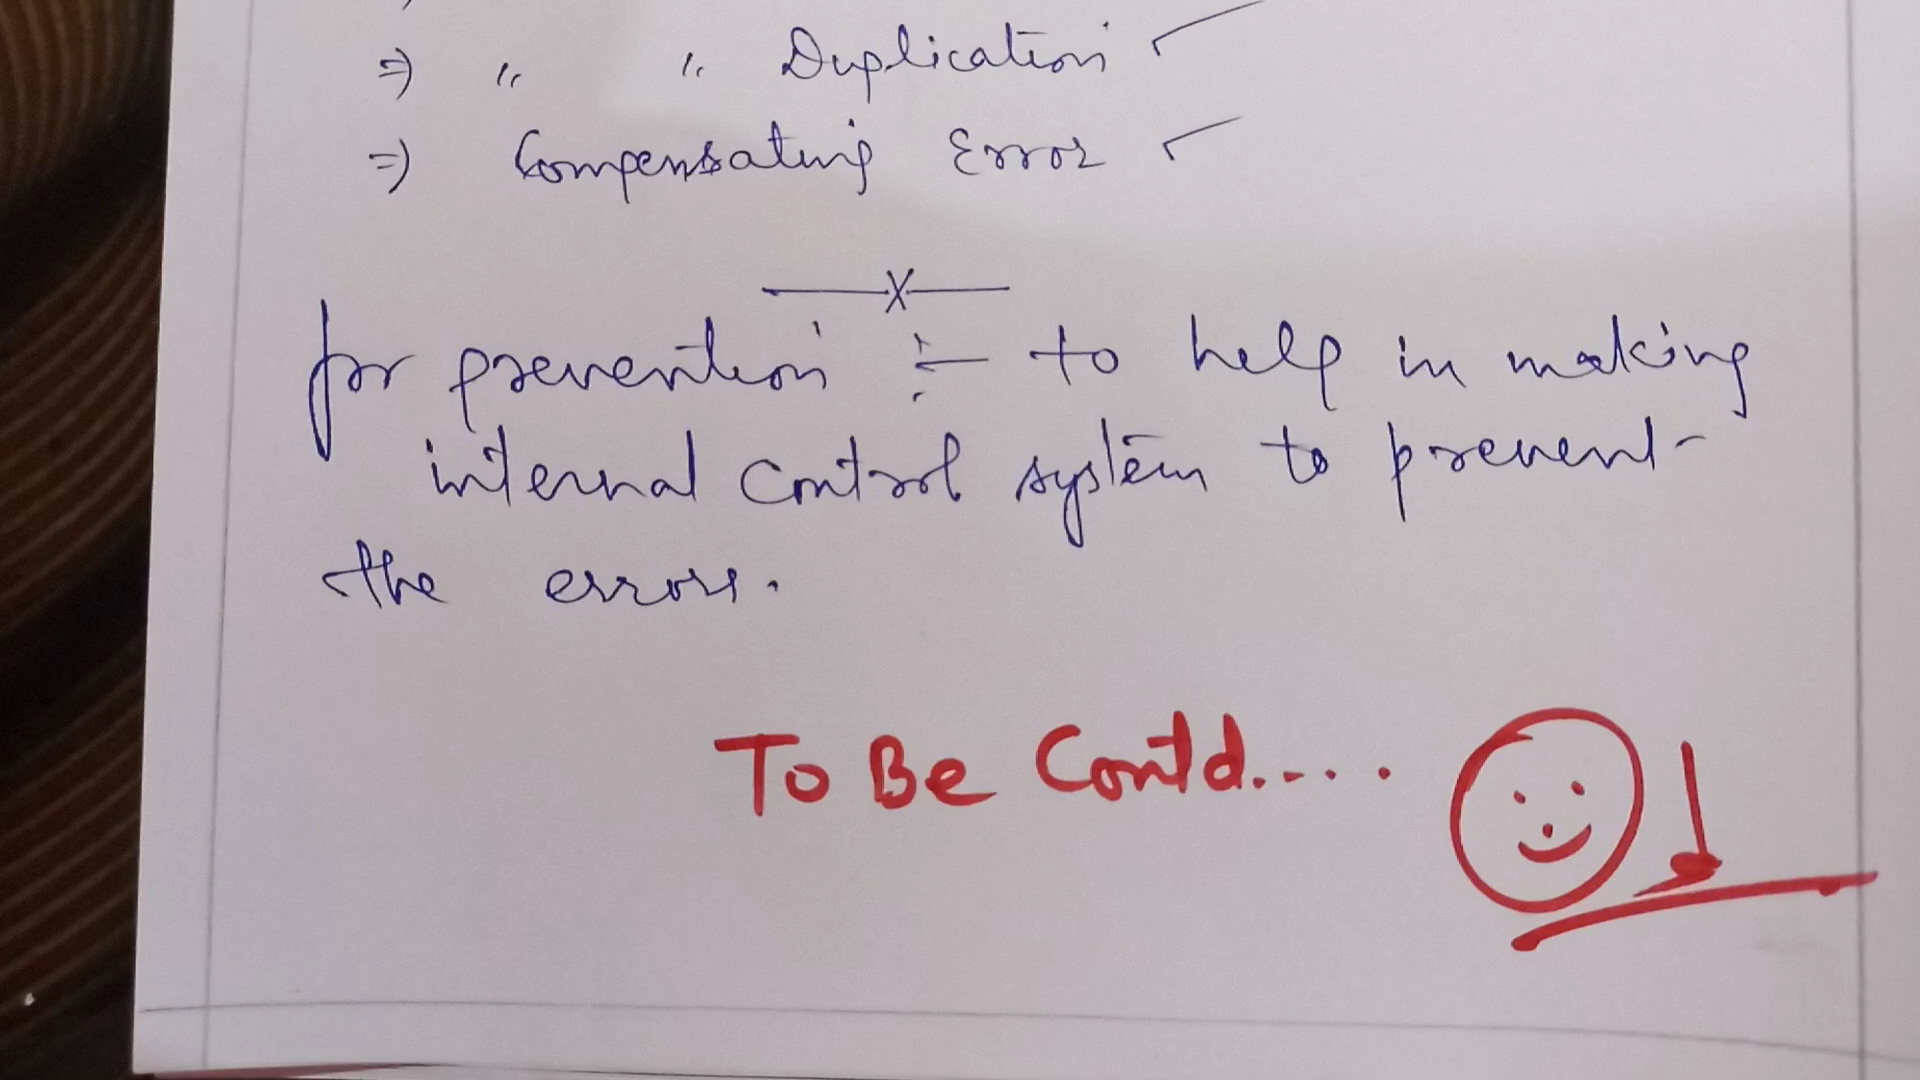 ⇒ " " Duplication ✓
⇒ Compensating Error ✓
—x—
for prevention :- to help in making
internal control system to prevent
the errors.
To Be Contd.....